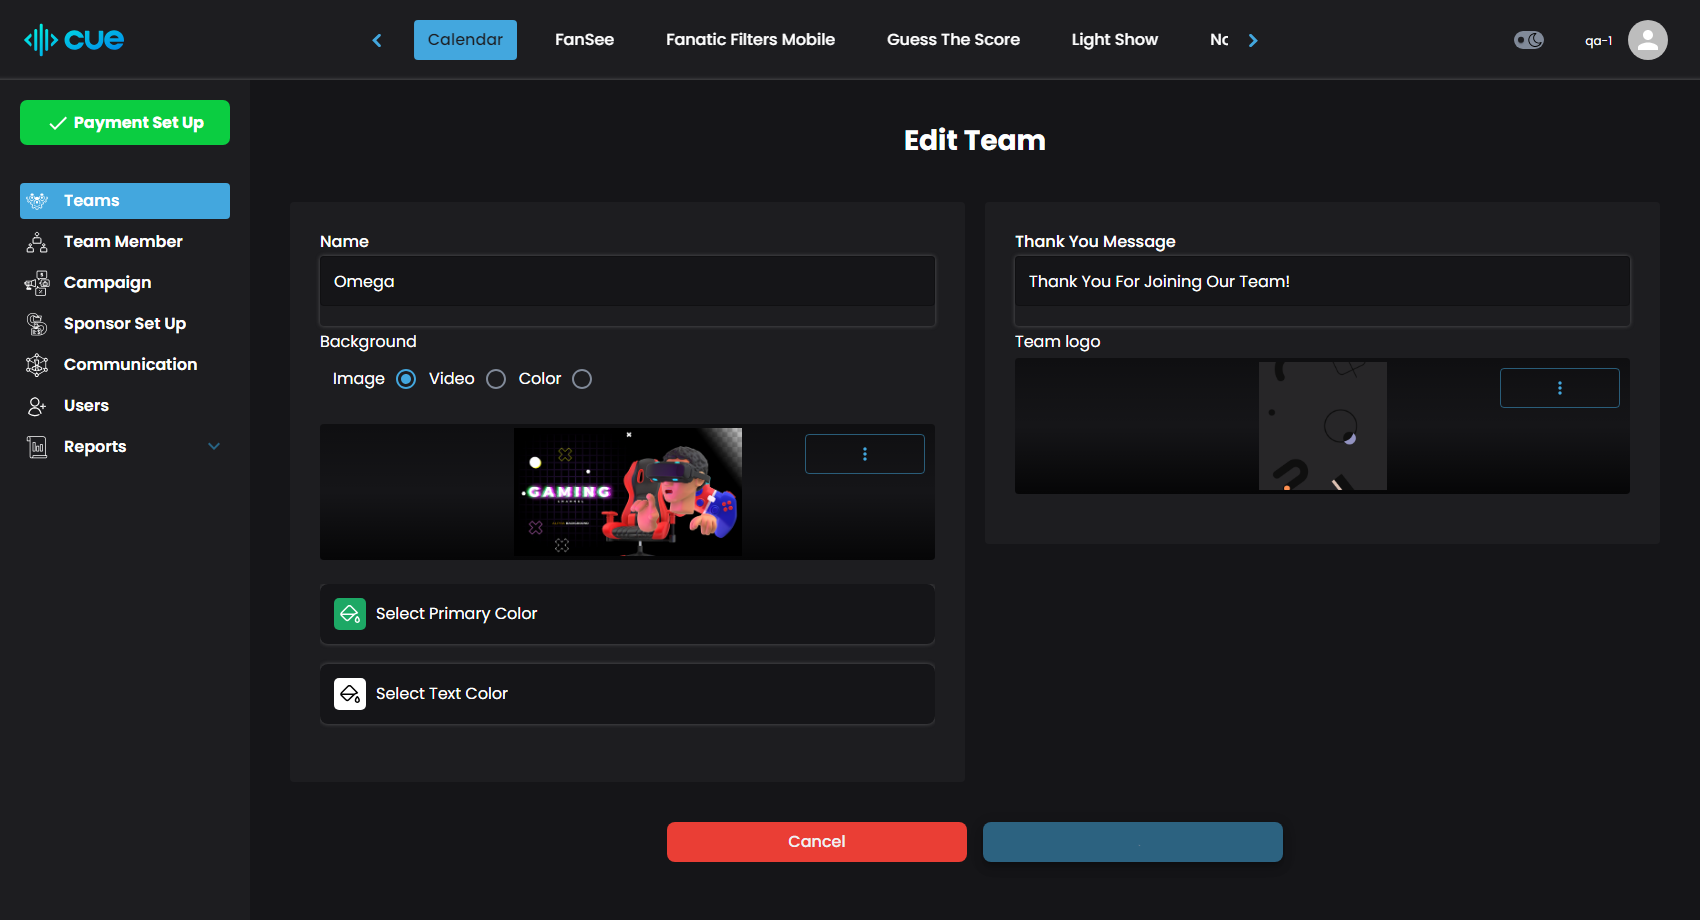 cue
Calendar
FanSee
Fanatic Filters Mobile
Guess The Score
Light Show
qa-1
Payment Set Up
Teams
Team Member
Campaign
Sponsor Set Up
Communication
Users
Reports
Edit Team
Name
Omega
Background
Image
Video
Color
GAMING
CHANNEL
Select Primary Color
Select Text Color
Thank You Message
Thank You For Joining Our Team!
Team logo
Cancel